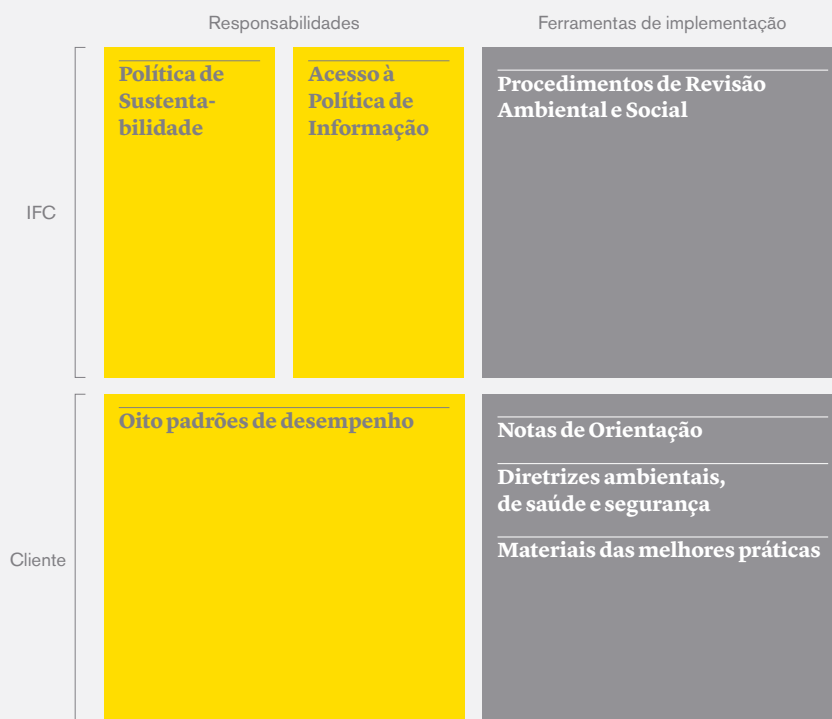 Responsabilidades
Ferramentas de implementação
IFC
Política de
Sustenta-
bilidade
Acesso à
Política de
Informação
Procedimentos de Revisão
Ambiental e Social
Cliente
Oito padrões de desempenho
Notas de Orientação
Diretrizes ambientais,
de saúde e segurança
Materiais das melhores práticas